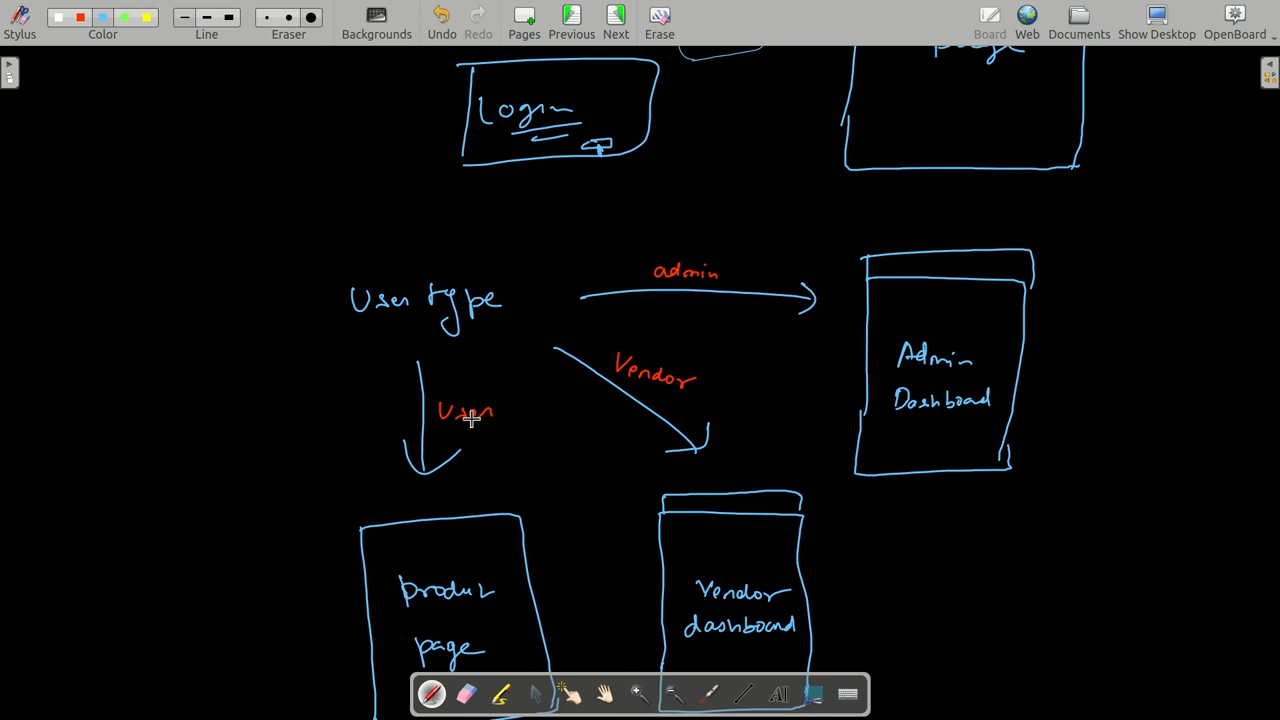 Stylus
Color
Line
Eraser
Backgrounds
Undo
Redo
Pages
Previous
Next
Erase
Board
Web
Documents
Show Desktop
OpenBoard
page
Login
admin
User type
Vendor
Admin
Dashboard
User
produc
page
Vendor
dashboard